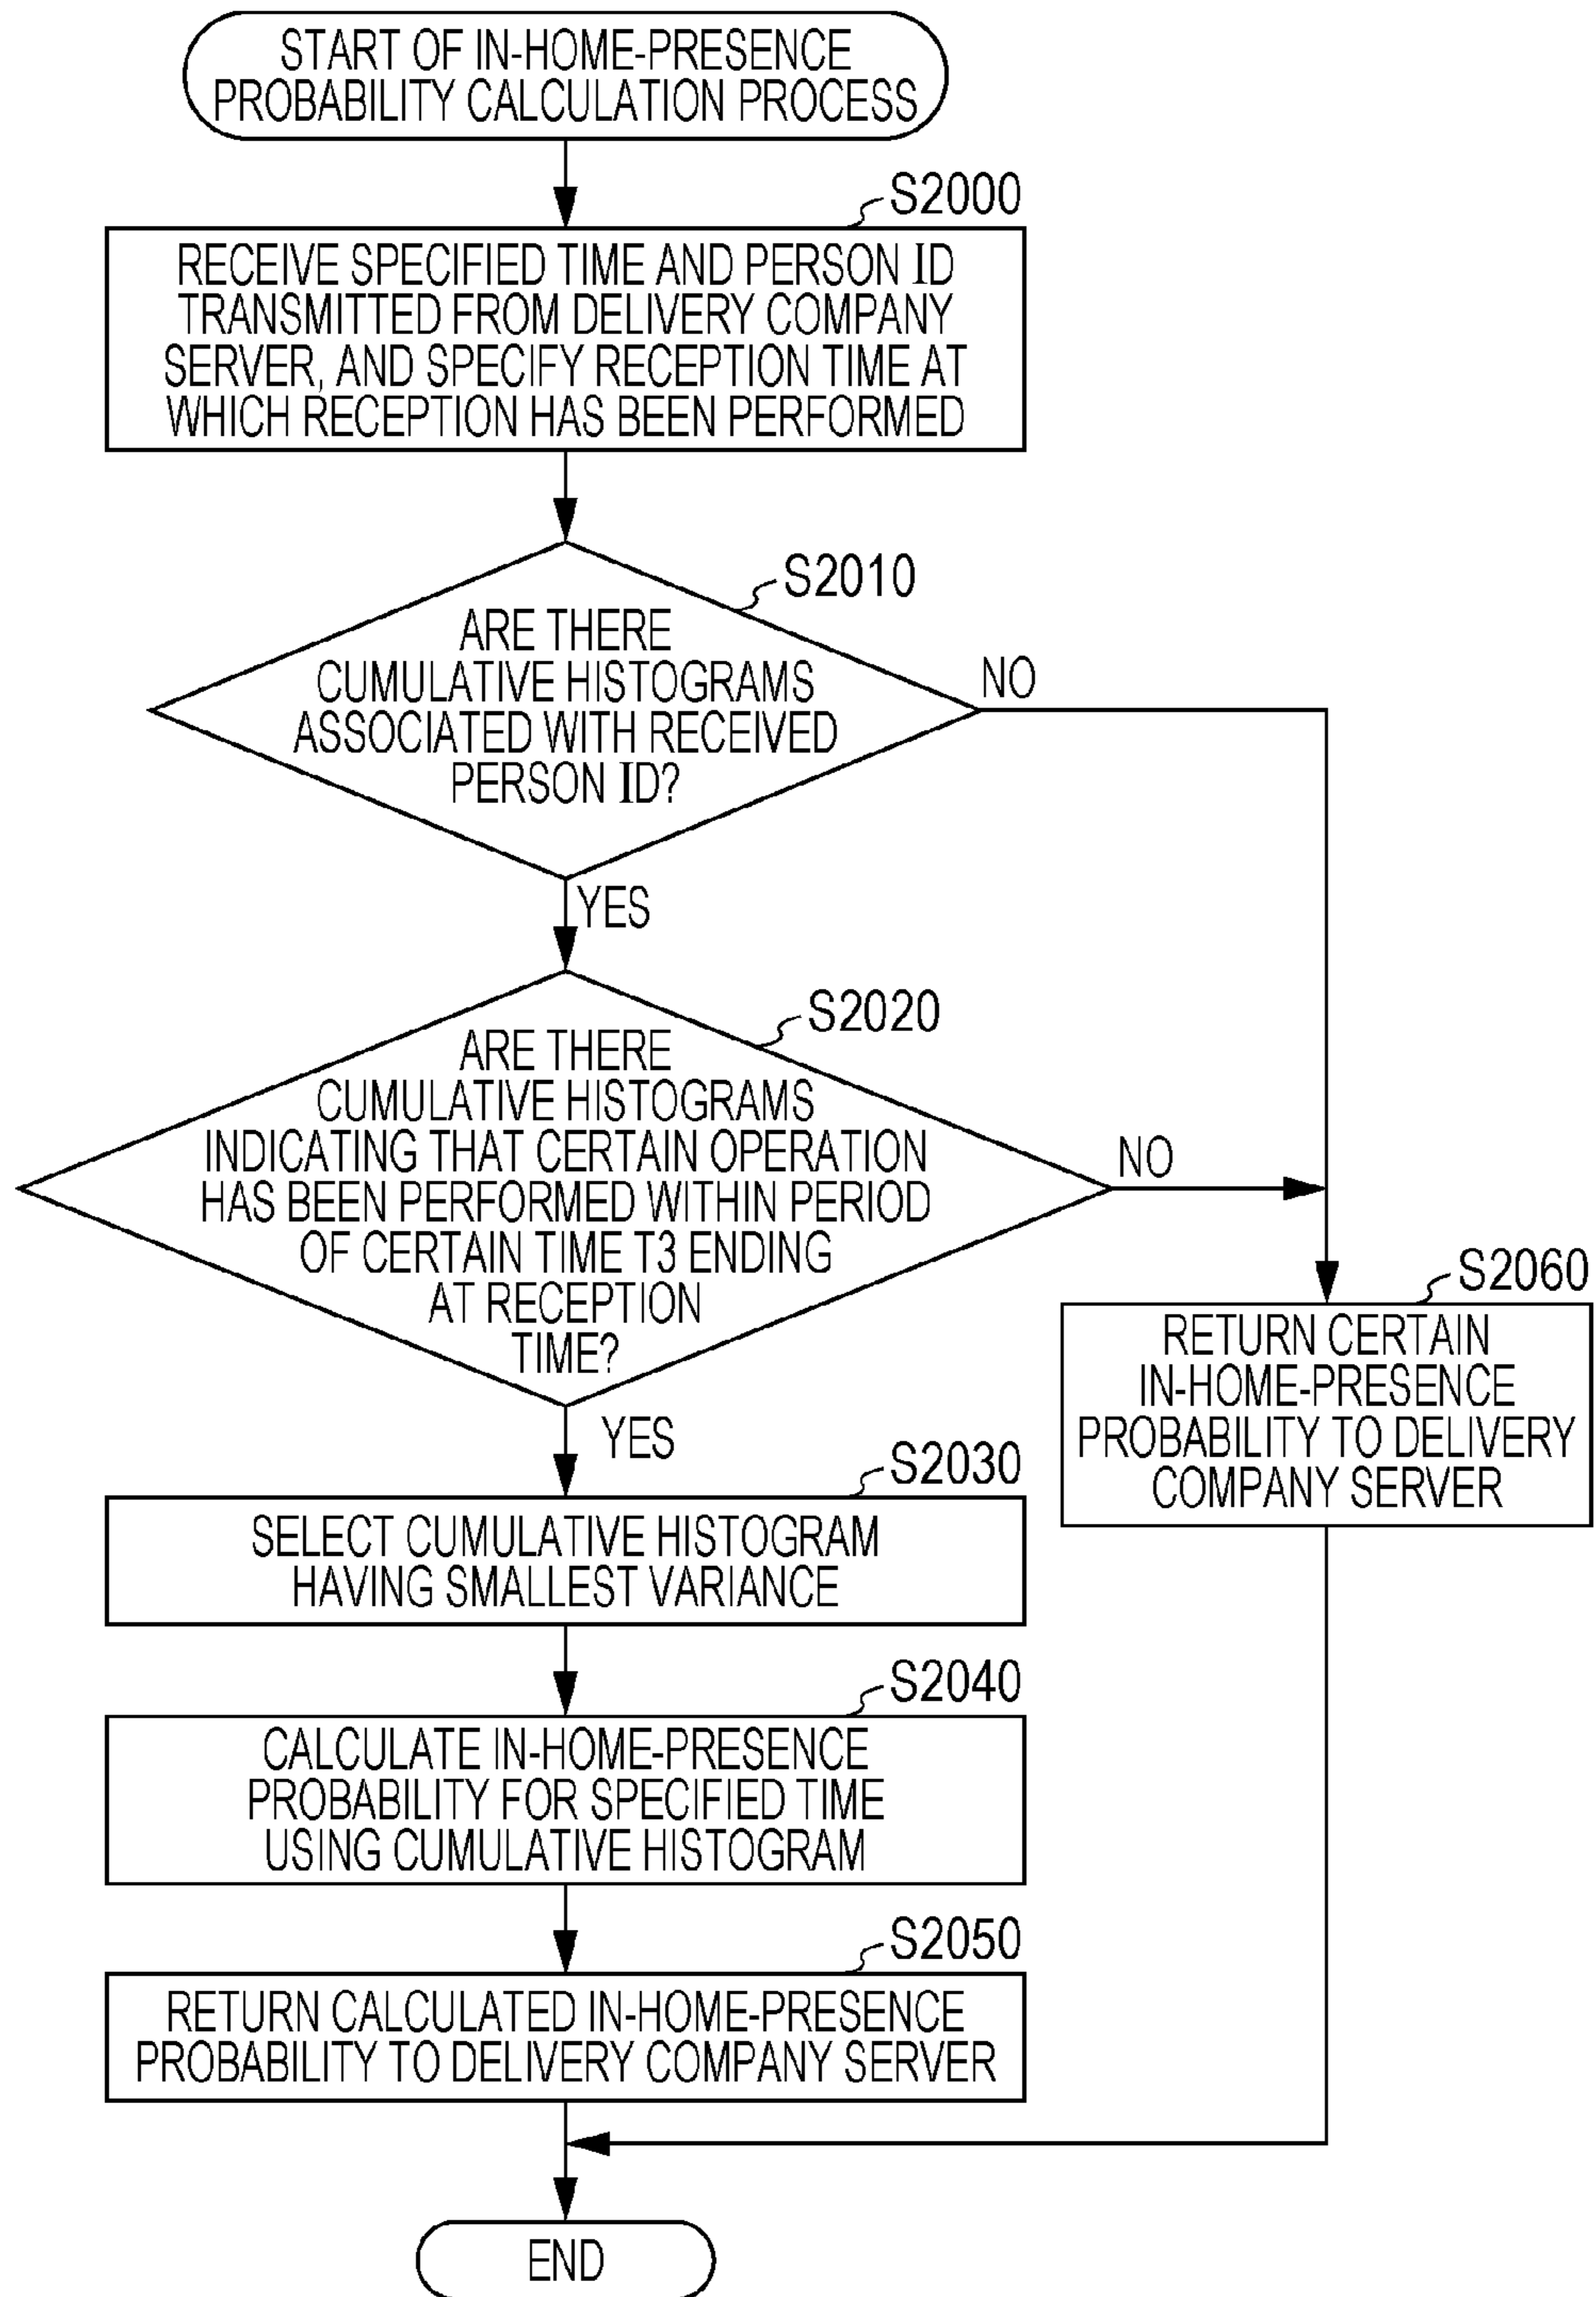 START OF IN-HOME-PRESENCE
PROBABILITY CALCULATION PROCESS
S2000
RECEIVE SPECIFIED TIME AND PERSON ID
TRANSMITTED FROM DELIVERY COMPANY
SERVER, AND SPECIFY RECEPTION TIME AT
WHICH RECEPTION HAS BEEN PERFORMED
S2010
ARE THERE
CUMULATIVE HISTOGRAMS
ASSOCIATED WITH RECEIVED
PERSON ID?
NO
YES
S2020
ARE THERE
CUMULATIVE HISTOGRAMS
INDICATING THAT CERTAIN OPERATION
HAS BEEN PERFORMED WITHIN PERIOD
OF CERTAIN TIME T3 ENDING
AT RECEPTION
TIME?
NO
YES
S2060
RETURN CERTAIN
IN-HOME-PRESENCE
PROBABILITY TO DELIVERY
COMPANY SERVER
S2030
SELECT CUMULATIVE HISTOGRAM
HAVING SMALLEST VARIANCE
S2040
CALCULATE IN-HOME-PRESENCE
PROBABILITY FOR SPECIFIED TIME
USING CUMULATIVE HISTOGRAM
S2050
RETURN CALCULATED IN-HOME-PRESENCE
PROBABILITY TO DELIVERY COMPANY SERVER
END